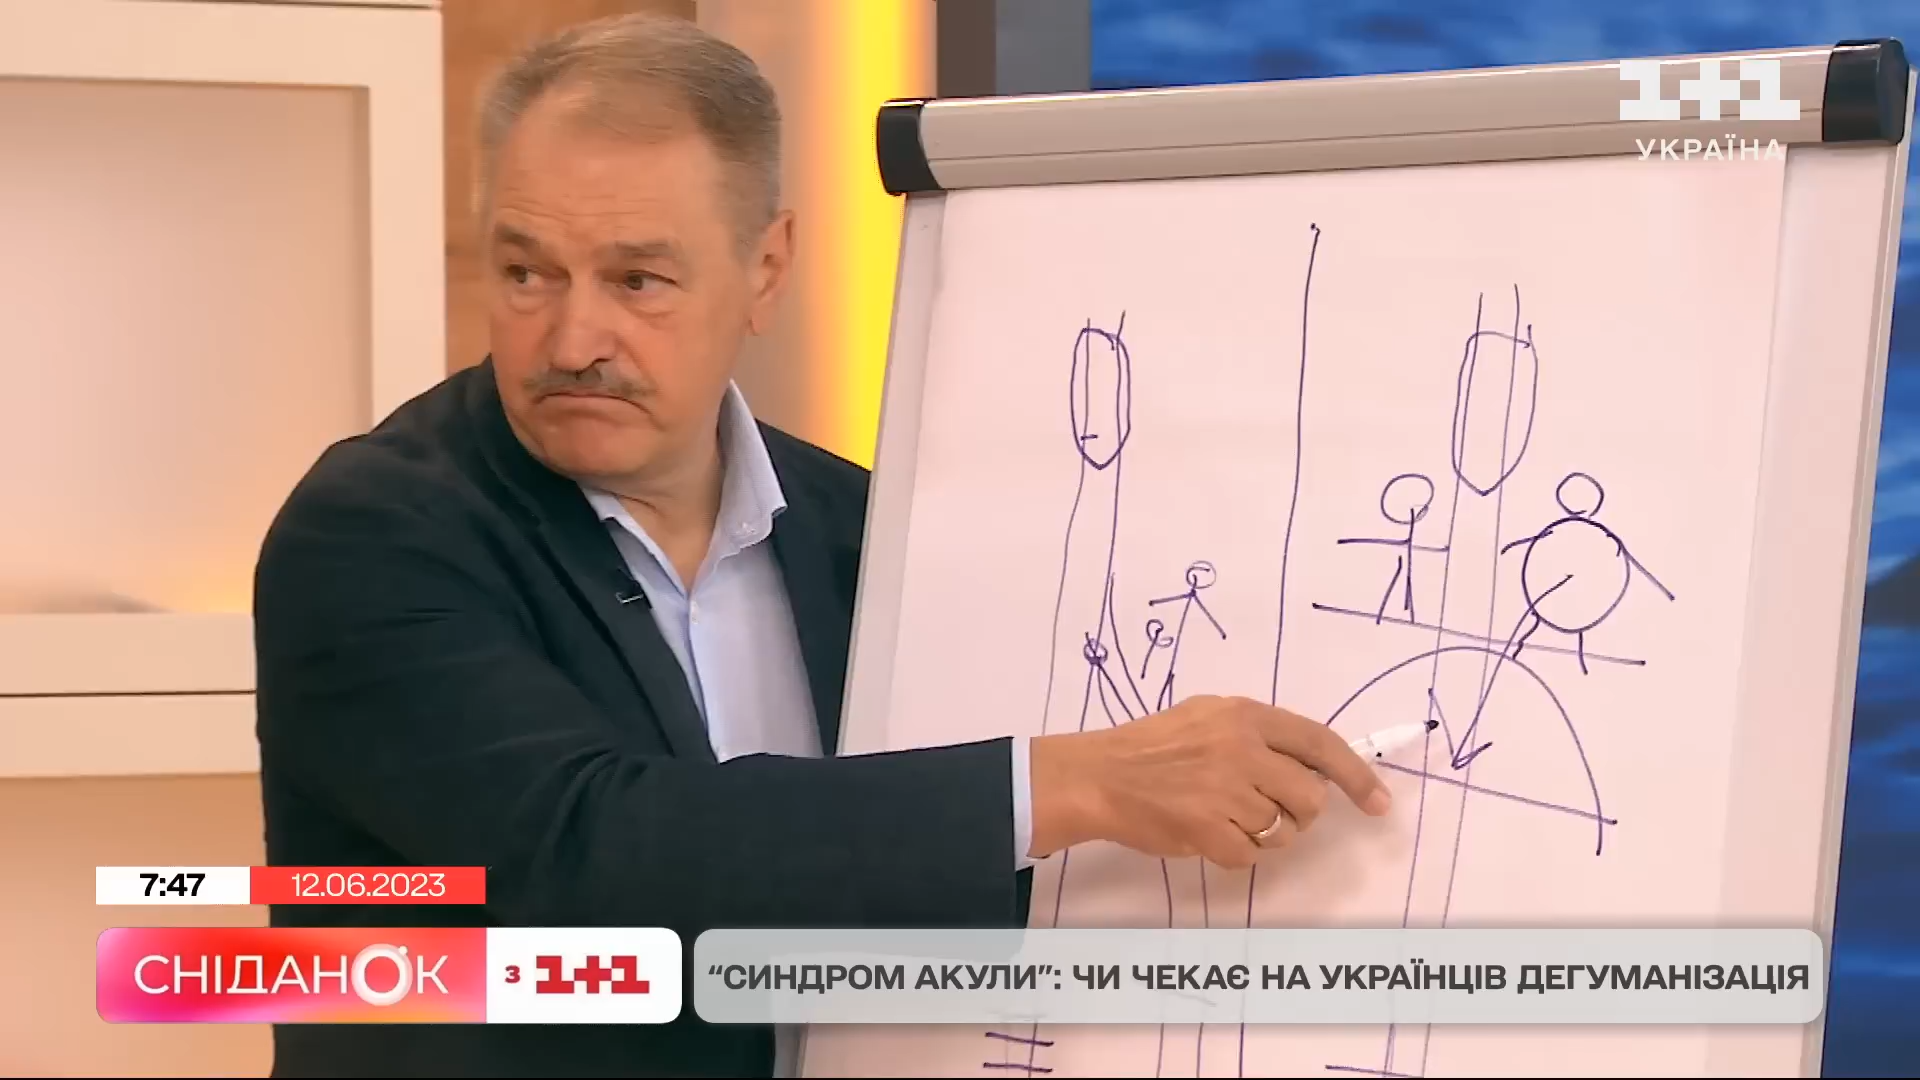 1+1
УКРАЇНА
7:47 12.06.2023
СНІДАНОК З 1+1
“СИНДРОМ АКУЛИ”: ЧИ ЧЕКАЄ НА УКРАЇНЦІВ ДЕГУМАНІЗАЦІЯ